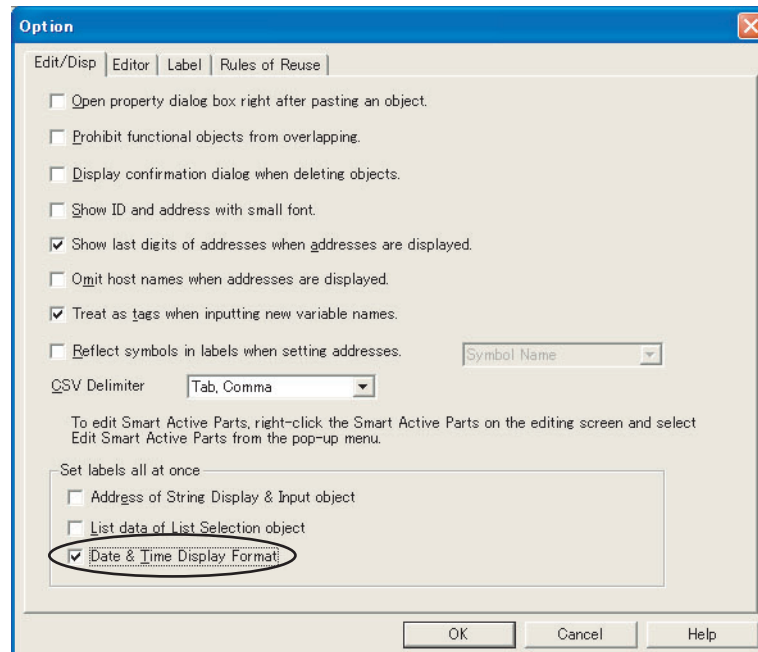 Option
Edit/Disp Editor Label Rules of Reuse
Open property dialog box right after pasting an object.
Prohibit functional objects from overlapping.
Display confirmation dialog when deleting objects.
Show ID and address with small font.
Show last digits of addresses when addresses are displayed.
Omit host names when addresses are displayed.
Treat as tags when inputting new variable names.
Reflect symbols in labels when setting addresses. Symbol Name
CSV Delimiter Tab, Comma
To edit Smart Active Parts, right-click the Smart Active Parts on the editing screen and select
Edit Smart Active Parts from the pop-up menu.
Set labels all at once
Address of String Display & Input object
List data of List Selection object
Date & Time Display Format
OK Cancel Help